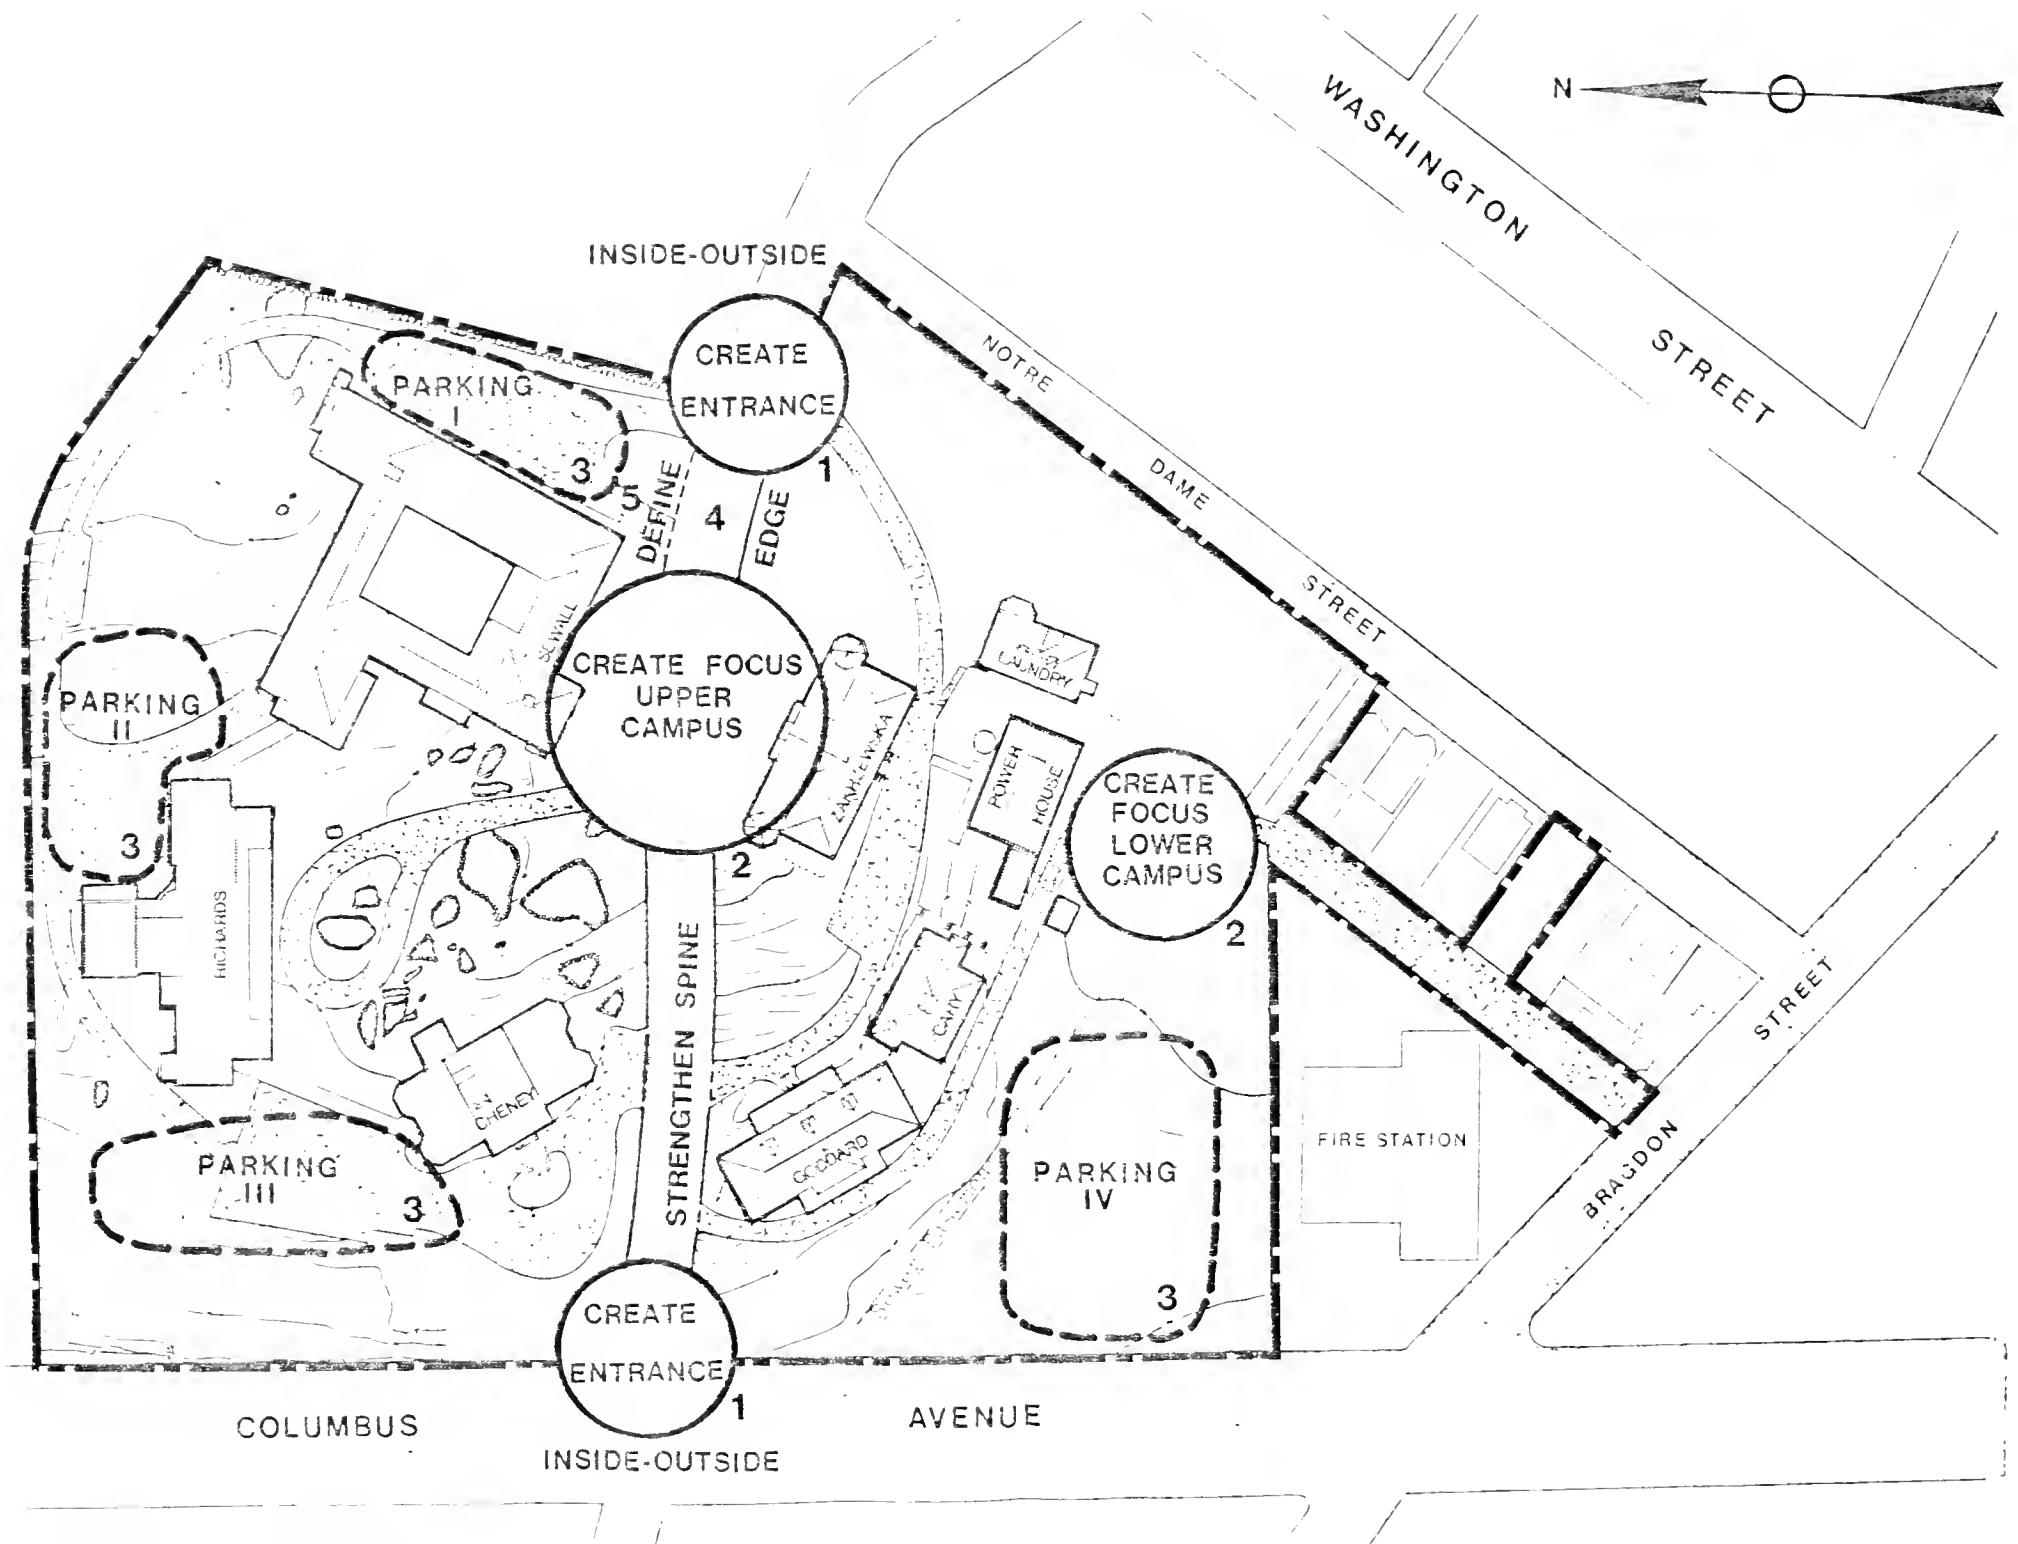 N
WASHINGTON
STREET
INSIDE-OUTSIDE
CREATE
ENTRANCE
1
NOTRE
DAME
STREET
PARKING
I
3
5
DEFINE
4
EDGE
SEWALL
CREATE FOCUS
UPPER
CAMPUS
2
LAUNDRY
ZAKRZEWSKA
POWER
HOUSE
CREATE
FOCUS
LOWER
CAMPUS
2
PARKING
II
3
RICHARDS
STRENGTHEN SPINE
CARY
CHENEY
GODDARD
PARKING
III
3
PARKING
IV
3
FIRE STATION
BRAGDON
STREET
CREATE
ENTRANCE
1
COLUMBUS
AVENUE
INSIDE-OUTSIDE